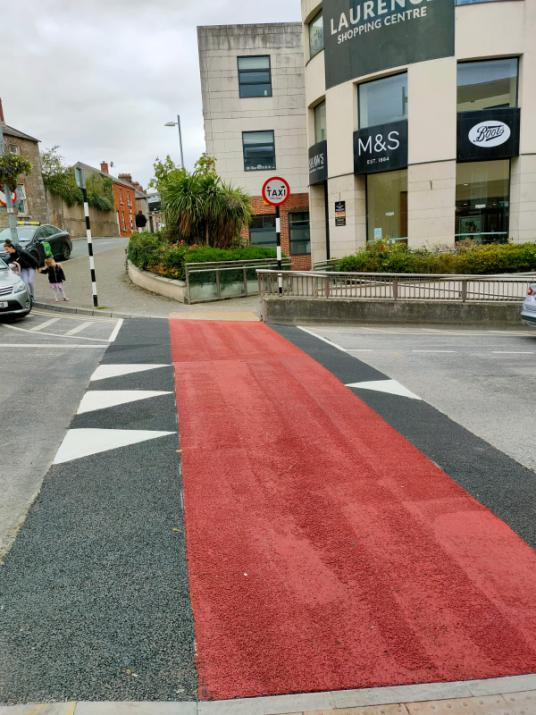 LAURENC
SHOPPING CENTRE
M&S
EST. 1884
Boots
TAXI